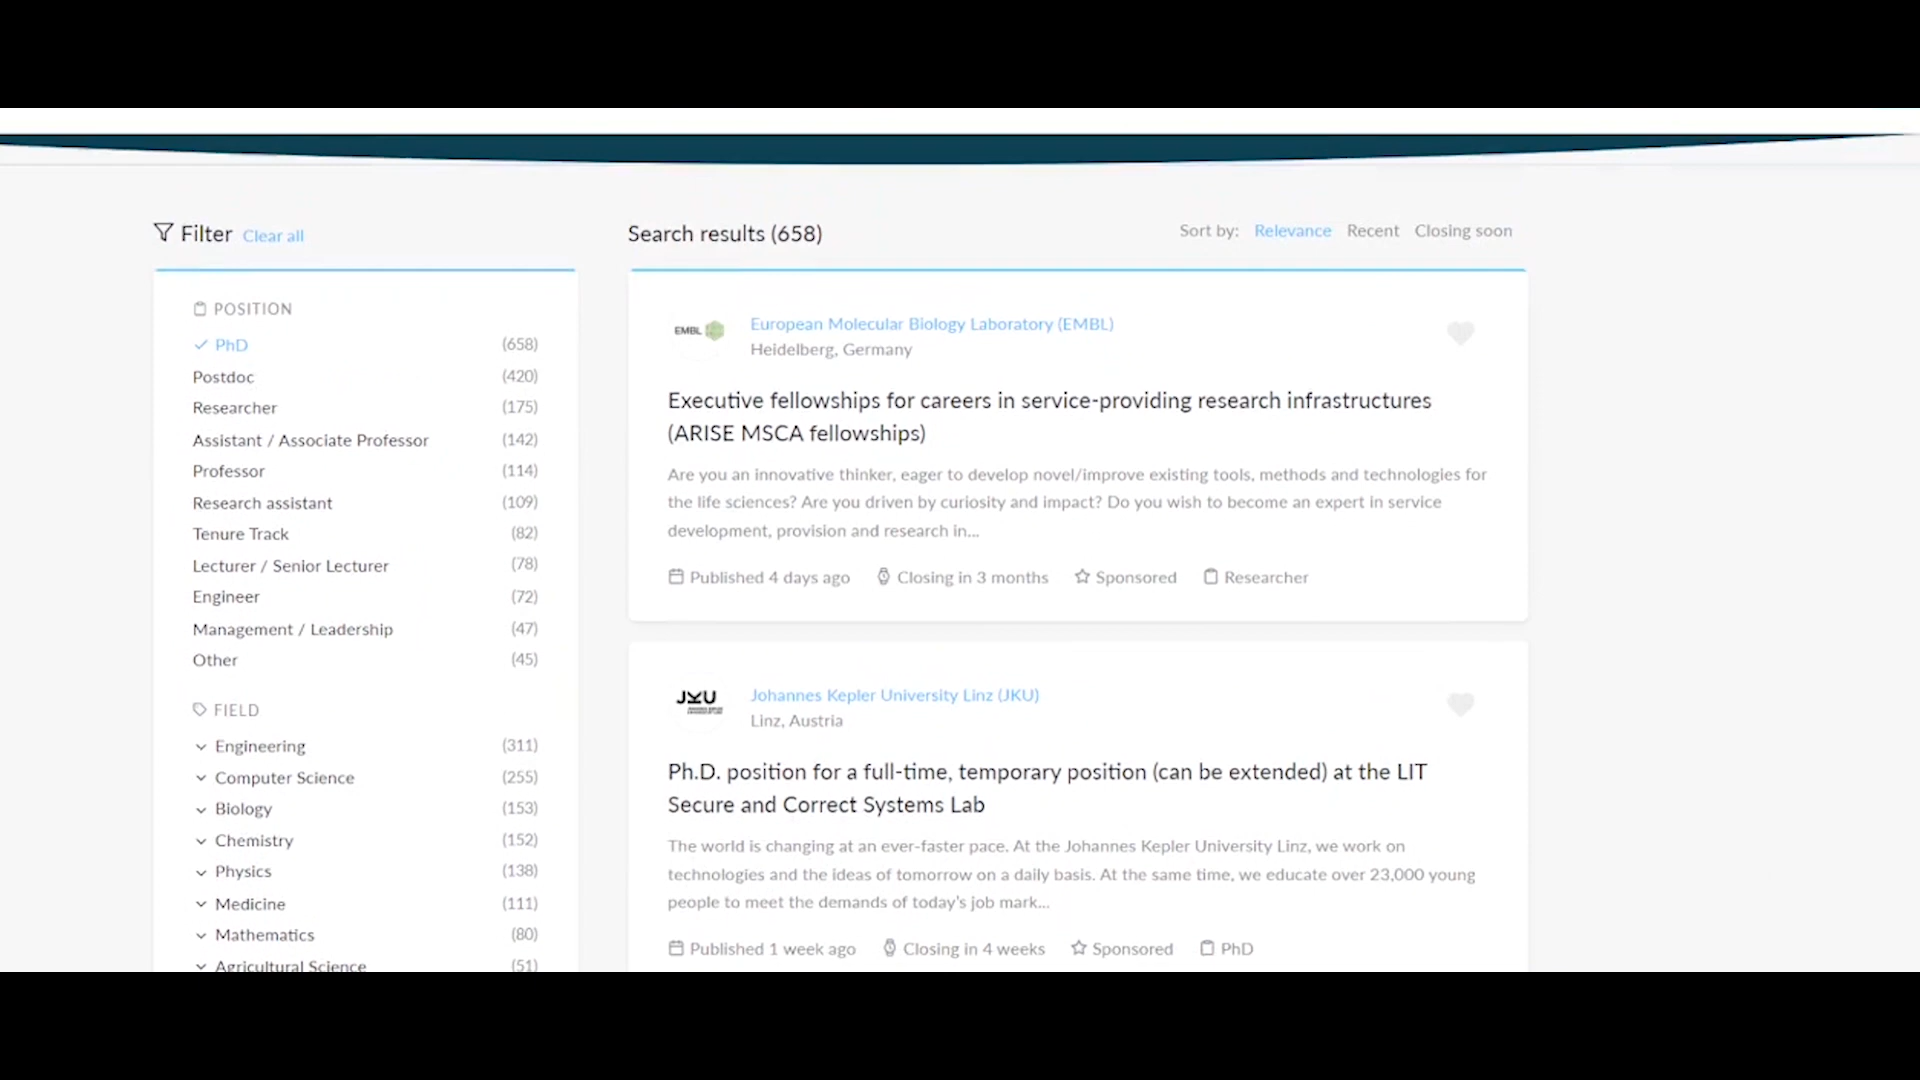 Filter Clear all
POSITION
PhD (658)
Postdoc (420)
Researcher (175)
Assistant / Associate Professor (142)
Professor (114)
Research assistant (109)
Tenure Track (82)
Lecturer / Senior Lecturer (78)
Engineer (72)
Management / Leadership (47)
Other (45)
FIELD
Engineering (311)
Computer Science (255)
Biology (153)
Chemistry (152)
Physics (138)
Medicine (111)
Mathematics (80)
Agricultural Science (51)
Search results (658)
Sort by: Relevance Recent Closing soon
EMBL
European Molecular Biology Laboratory (EMBL)
Heidelberg, Germany
Executive fellowships for careers in service-providing research infrastructures
(ARISE MSCA fellowships)
Are you an innovative thinker, eager to develop novel/improve existing tools, methods and technologies for
the life sciences? Are you driven by curiosity and impact? Do you wish to become an expert in service
development, provision and research in...
Published 4 days ago Closing in 3 months Sponsored Researcher
JKU
Johannes Kepler University Linz (JKU)
Linz, Austria
Ph.D. position for a full-time, temporary position (can be extended) at the LIT
Secure and Correct Systems Lab
The world is changing at an ever-faster pace. At the Johannes Kepler University Linz, we work on
technologies and the ideas of tomorrow on a daily basis. At the same time, we educate over 23,000 young
people to meet the demands of today's job mark...
Published 1 week ago Closing in 4 weeks Sponsored PhD